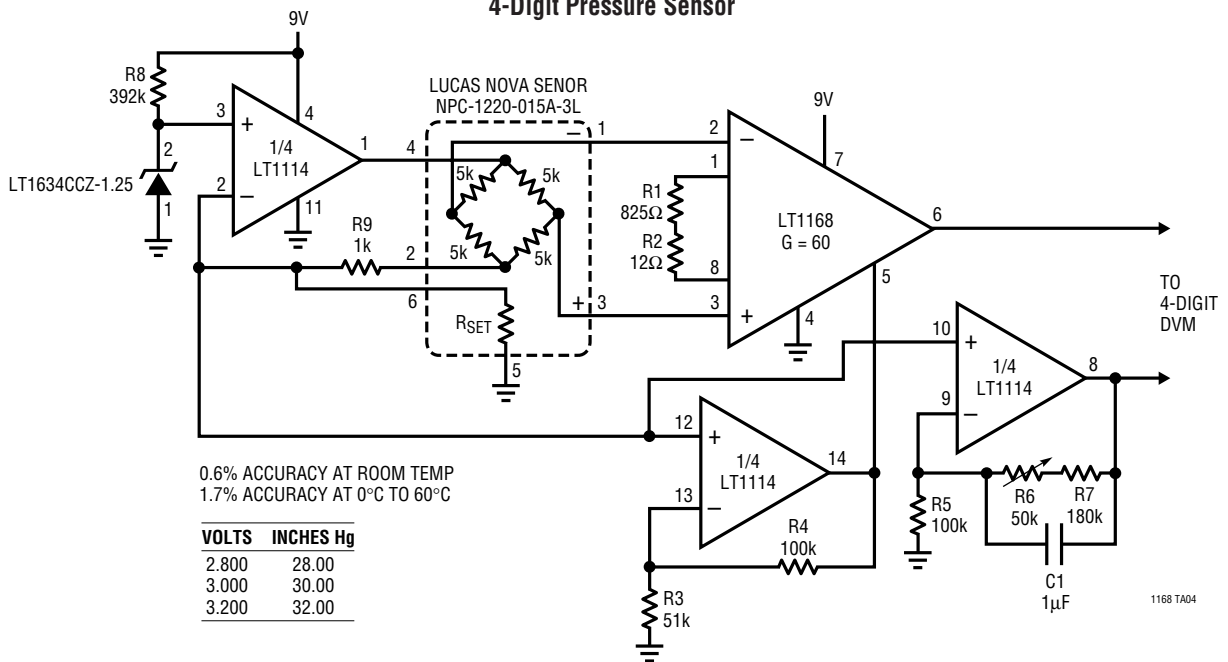 4-Digit Pressure Sensor
9V
R8
392k
3
+
4
1/4
LT1114
1
2
LT1634CCZ-1.25
1
2
–
11
R9
1k
LUCAS NOVA SENOR
NPC-1220-015A-3L
4
5k
5k
5k
5k
2
6
RSET
5
– 1
+ 3
9V
2
–
7
1
R1
825Ω
R2
12Ω
8
3
+
LT1168
G = 60
6
5
4
TO
4-DIGIT
DVM
10
+
1/4
LT1114
8
9
–
12
+
1/4
LT1114
14
13
–
R4
100k
R3
51k
R5
100k
R6
50k
R7
180k
C1
1µF
0.6% ACCURACY AT ROOM TEMP
1.7% ACCURACY AT 0°C TO 60°C
VOLTS INCHES Hg
2.800 28.00
3.000 30.00
3.200 32.00
1168 TA04